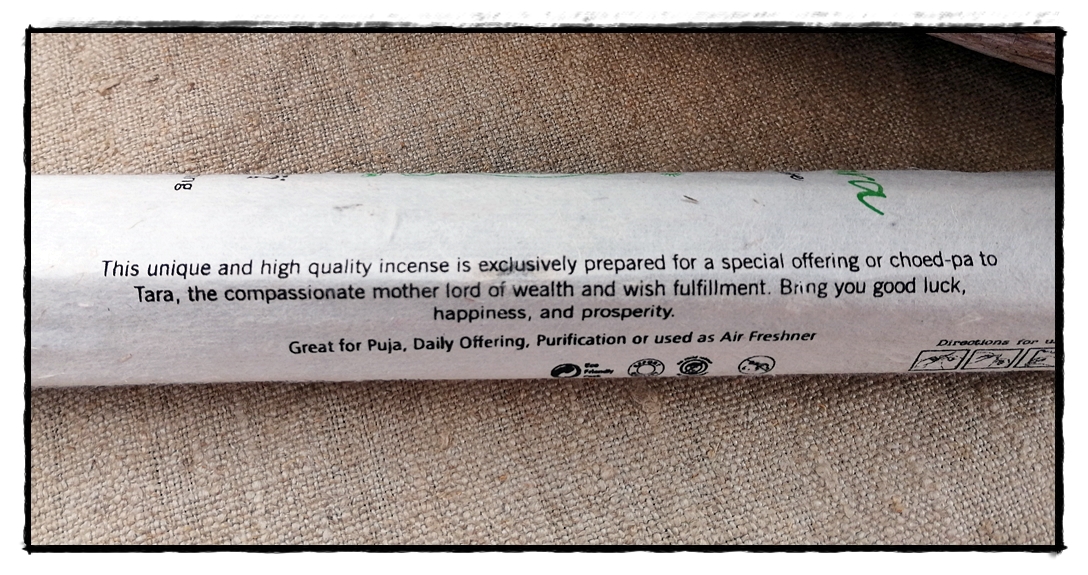 This unique and high quality incense is exclusively prepared for a special offering or choed-pa to
Tara, the compassionate mother lord of wealth and wish fulfillment. Bring you good luck,
happiness, and prosperity.
Great for Puja, Daily Offering, Purification or used as Air Freshner
Directions for
Eco
Friendly